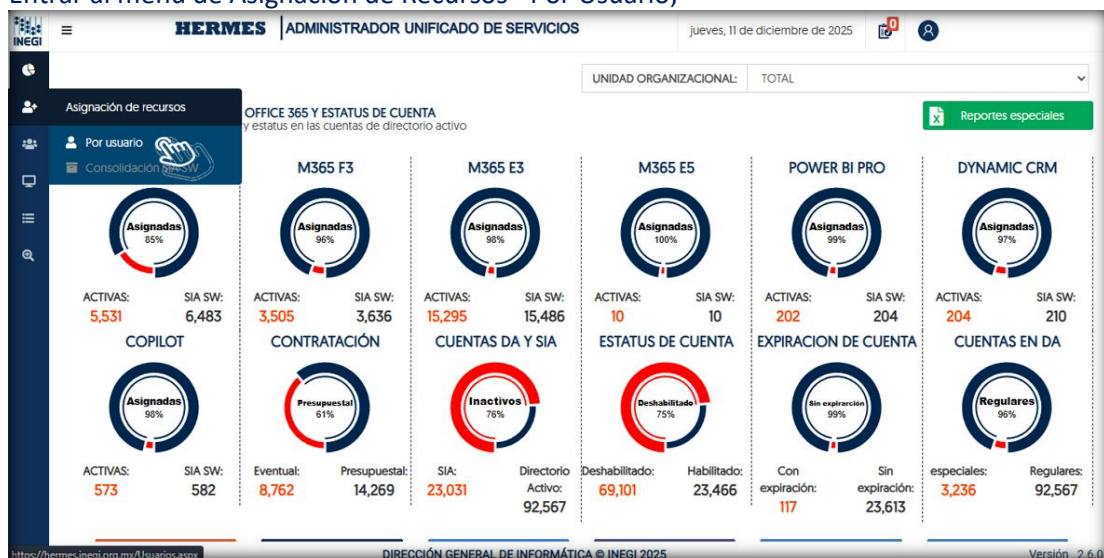 Entrar al menú de Asignación de Recursos - Por Usuario,
INEGI
HERMES | ADMINISTRADOR UNIFICADO DE SERVICIOS
jueves, 11 de diciembre de 2025
0
UNIDAD ORGANIZACIONAL: TOTAL
Asignación de recursos
Por usuario
Consolidación SIA SW
OFFICE 365 Y ESTATUS DE CUENTA
y estatus en las cuentas de directorio activo
Reportes especiales
M365 F3 M365 E3 M365 E5 POWER BI PRO DYNAMIC CRM
Asignadas Asignadas Asignadas Asignadas Asignadas Asignadas
85% 96% 98% 100% 99% 97%
ACTIVAS: SIA SW: ACTIVAS: SIA SW: ACTIVAS: SIA SW: ACTIVAS: SIA SW: ACTIVAS: SIA SW: ACTIVAS: SIA SW:
5,531 6,483 3,505 3,636 15,295 15,486 10 10 202 204 204 210
COPILOT CONTRATACIÓN CUENTAS DA Y SIA ESTATUS DE CUENTA EXPIRACION DE CUENTA CUENTAS EN DA
Asignadas Presupuestal Inactivos Deshabilitado Sin expirarción Regulares
98% 61% 76% 75% 99% 96%
ACTIVAS: SIA SW: Eventual: Presupuestal: SIA: Directorio Deshabilitado: Habilitado: Con Sin especiales: Regulares:
573 582 8,762 14,269 23,031 Activo: 69,101 23,466 expiración: expiración: 3,236 92,567
92,567 117 23,613
https://hermes.inegi.org.mx/Usuarios.aspx
DIRECCIÓN GENERAL DE INFORMÁTICA © INEGI 2025
Versión 2.6.0